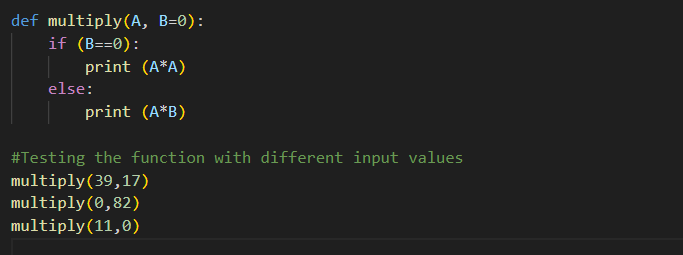 def multiply(A, B=0):
    if (B==0):
        print (A*A)
    else:
        print (A*B)

#Testing the function with different input values
multiply(39,17)
multiply(0,82)
multiply(11,0)